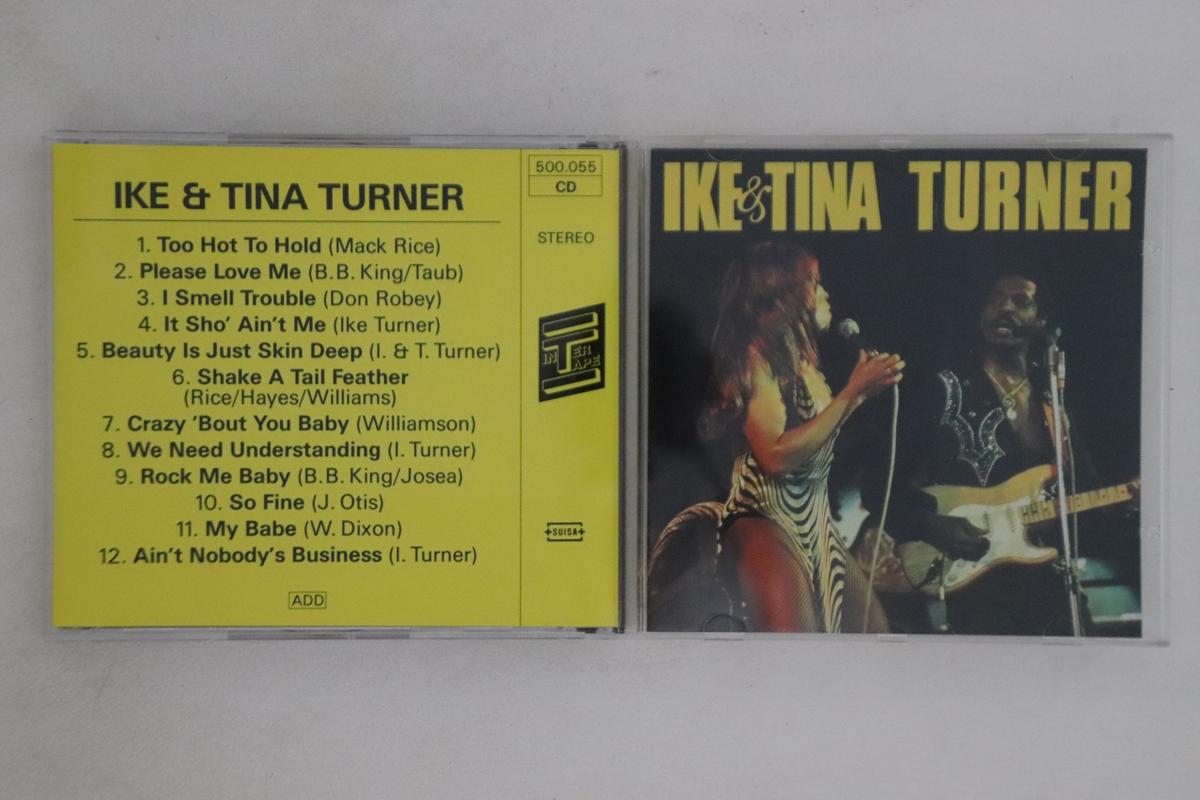 IKE & TINA TURNER
1. Too Hot To Hold (Mack Rice)
2. Please Love Me (B.B. King/Taub)
3. I Smell Trouble (Don Robey)
4. It Sho' Ain't Me (Ike Turner)
5. Beauty Is Just Skin Deep (I. & T. Turner)
6. Shake A Tail Feather
(Rice/Hayes/Williams)
7. Crazy 'Bout You Baby (Williamson)
8. We Need Understanding (I. Turner)
9. Rock Me Baby (B.B. King/Josea)
10. So Fine (J. Otis)
11. My Babe (W. Dixon)
12. Ain't Nobody's Business (I. Turner)
ADD
500.055
CD
STEREO
INTER
TAPE
SUISA
IKE & TINA TURNER